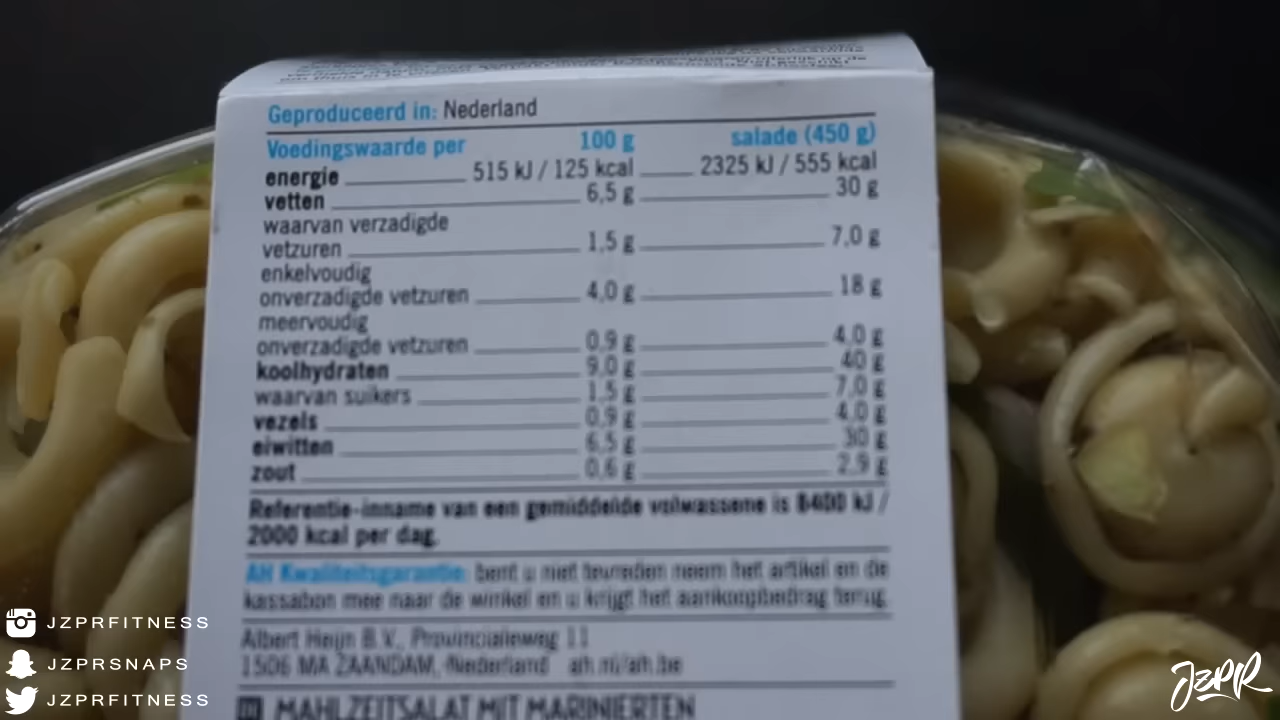 Geproduceerd in: Nederland
Voedingswaarde per 100 g salade (450 g)
energie 515 kJ / 125 kcal 2325 kJ / 555 kcal
vetten 6,5 g 30 g
waarvan verzadigde
vetzuren 1,5 g 7,0 g
enkelvoudig
onverzadigde vetzuren 4,0 g 18 g
meervoudig
onverzadigde vetzuren 0,9 g 4,0 g
koolhydraten 9,0 g 40 g
waarvan suikers 1,5 g 7,0 g
vezels 0,9 g 4,0 g
eiwitten 6,5 g 30 g
zout 0,6 g 2,9 g
Referentie-inname van een gemiddelde volwassene is 8400 kJ /
2000 kcal per dag.
AH Kwaliteitsgarantie: bent u niet tevreden neem het artikel en de
kassabon mee naar de winkel en u krijgt het aankoopbedrag terug.
Albert Heijn B.V., Provincialeweg 11
1506 MA ZAANDAM, Nederland ah.nl/ah.be
MAHLZEITSALAT MIT MARINIERTEN
JZPRFITNESS
JZPRSNAPS
JZPRFITNESS
JZPR